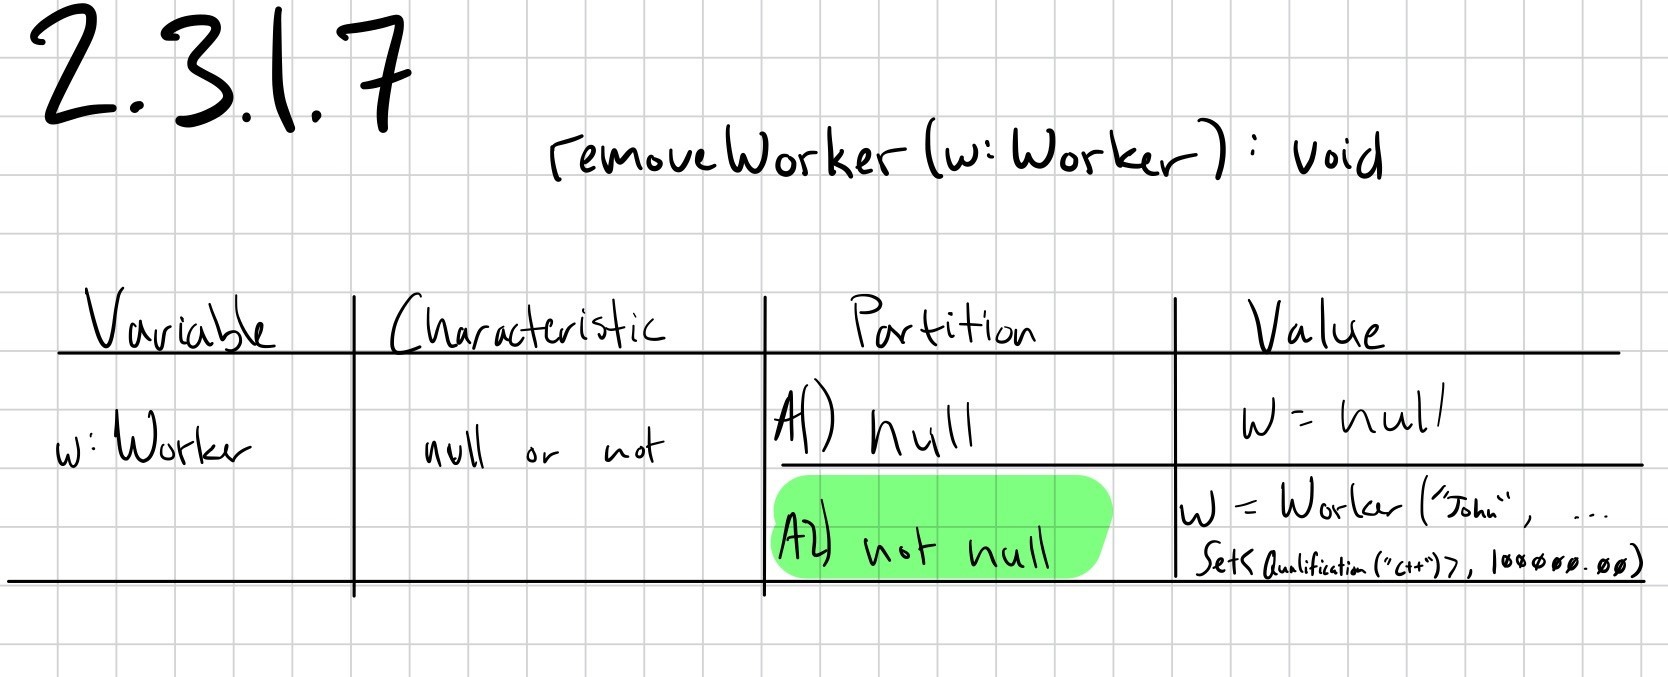 2.3.1.7
removeWorker(w: Worker): void
Variable Characteristic Partition Value
w: Worker null or not A1) null w = null
A2) not null w = Worker("John", ...
Set<Qualification("C++")>, 100000.00)